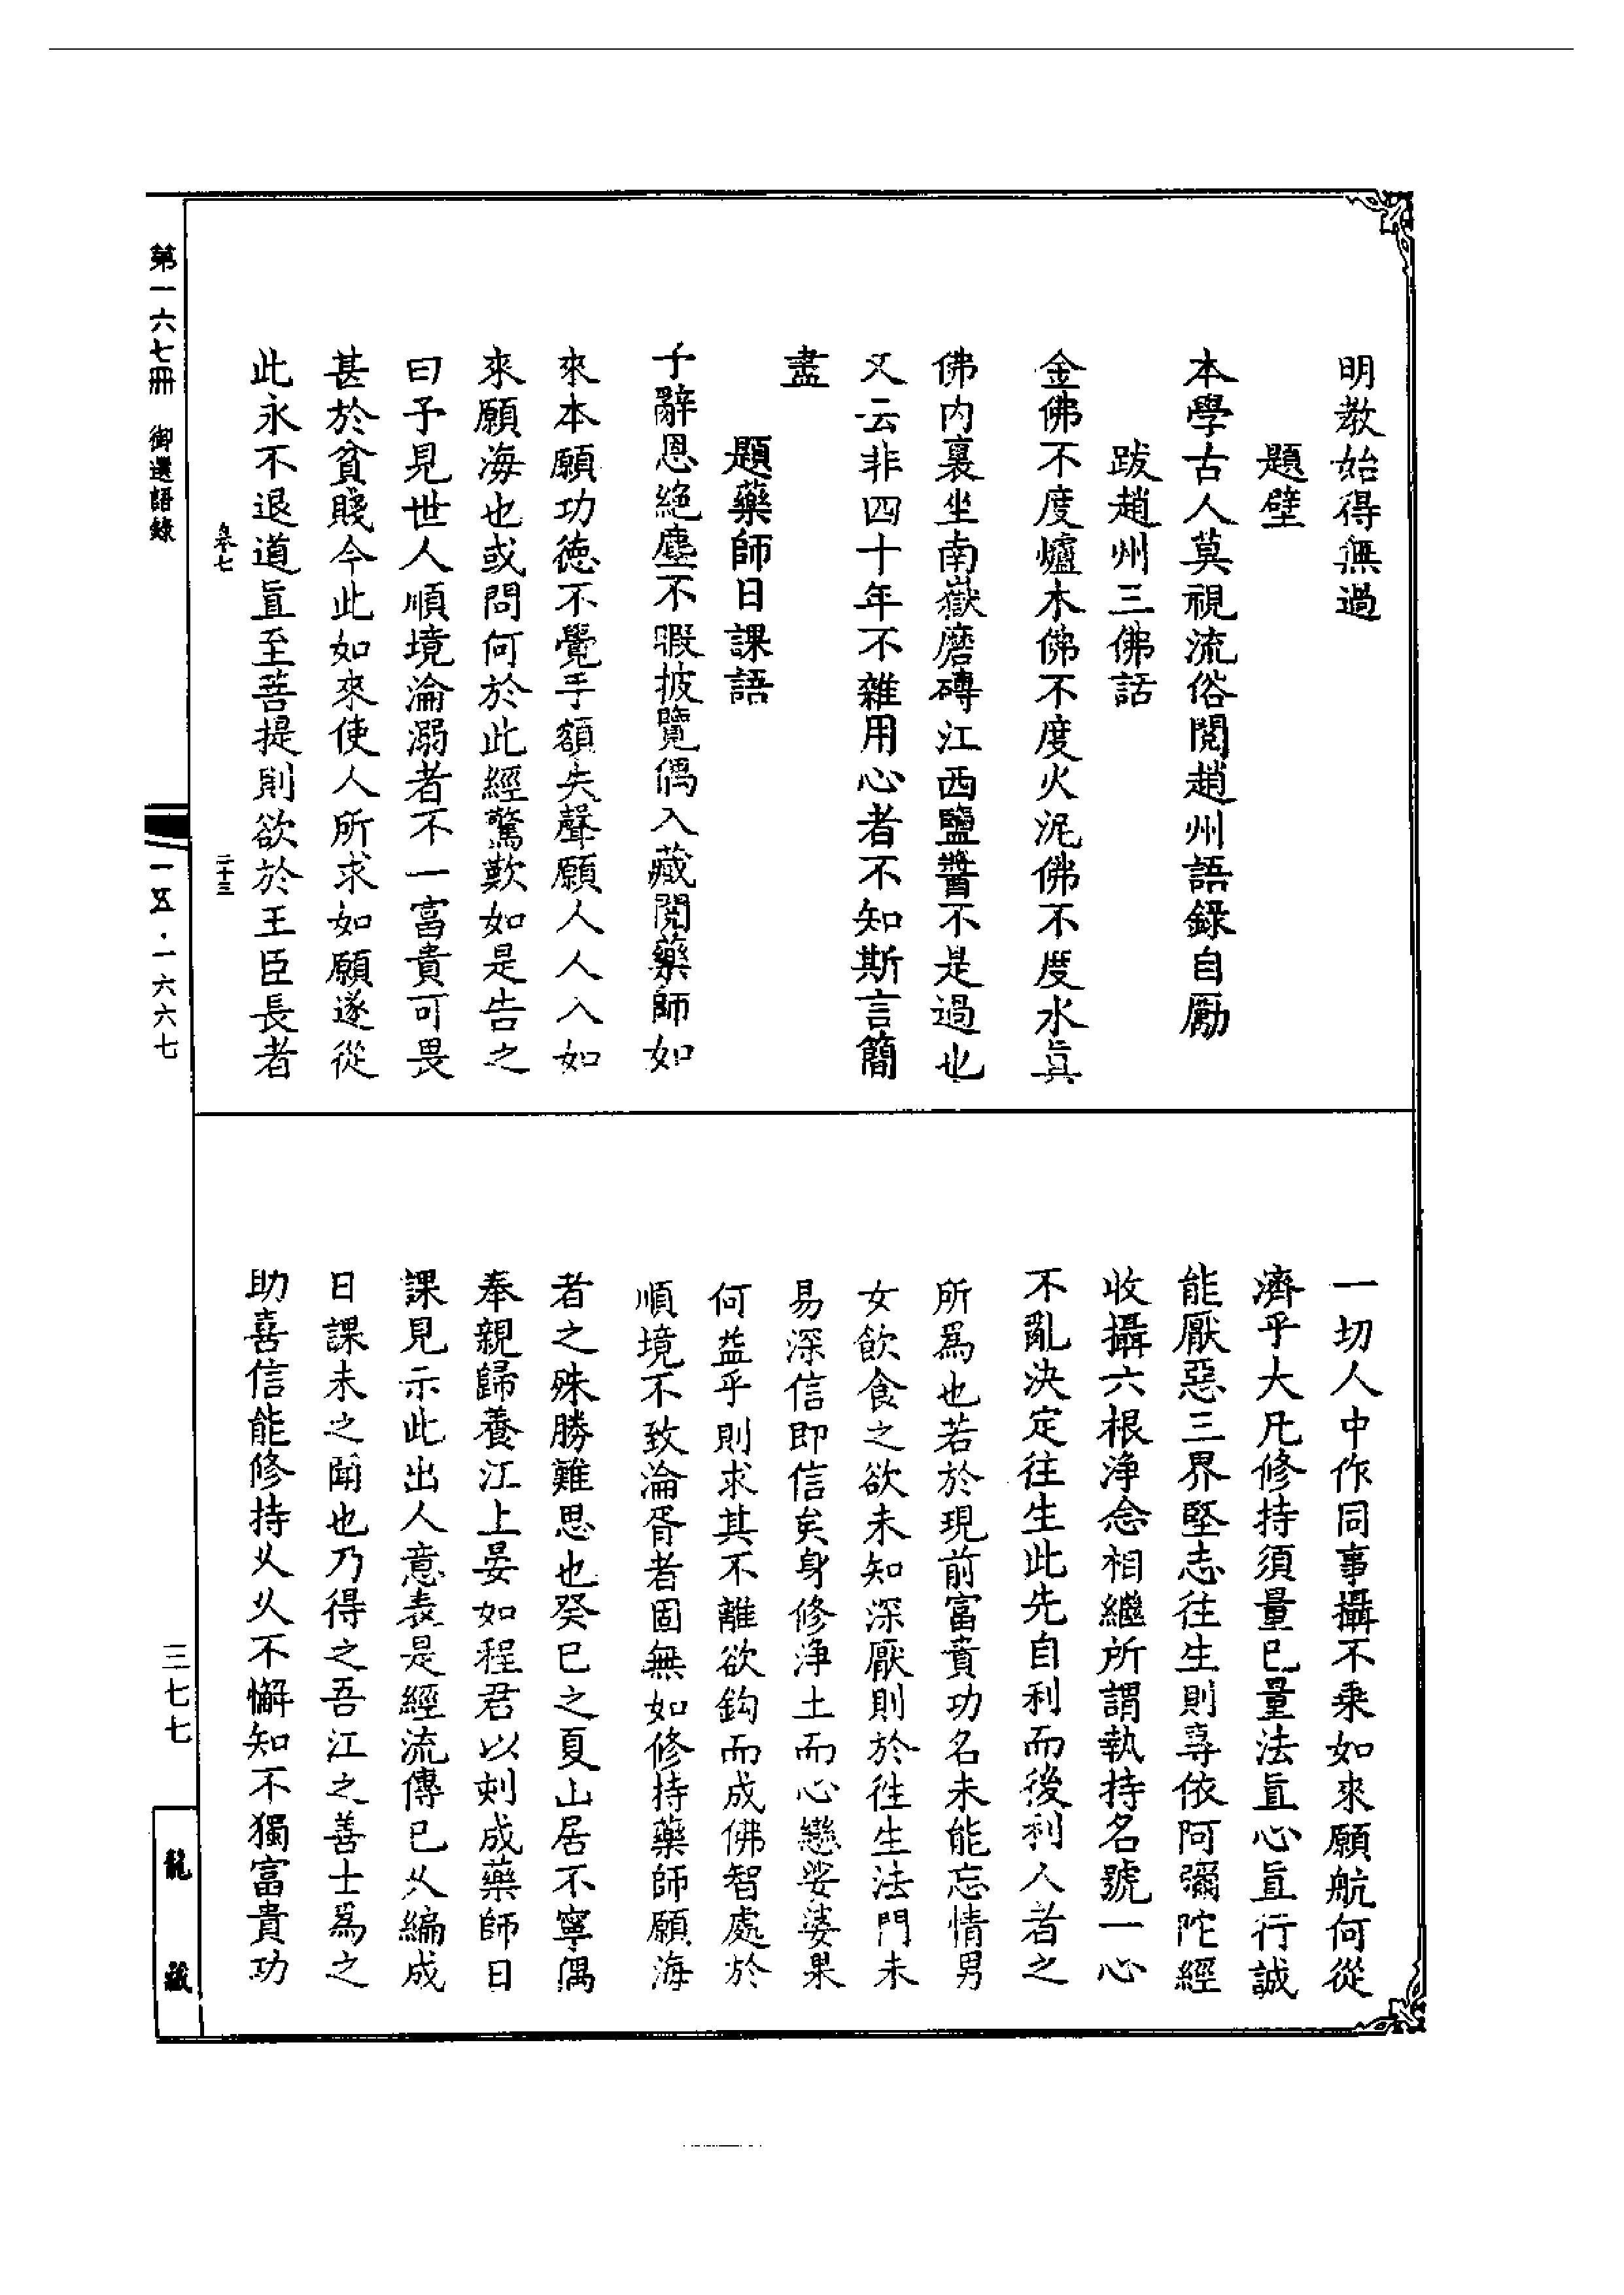 明教始得無過
題壁
本學古人莫視流俗閱趙州語錄自勵
跋趙州三佛話
金佛不度爐木佛不度火泥佛不度水真
佛內裏坐南嶽磨磚江西鹽醬不是過也
又云非四十年不雜用心者不知斯言簡
盡
題藥師日課語
予辭恩絕塵不暇披覽偶入藏閱藥師如
來本願功德不覺手額失聲願人人入如
來願海也或問何於此經驚歎如是告之
曰予見世人順境淪溺者不一富貴可畏
甚於貧賤今此如來使人所求如願遂從
此永不退道直至菩提則欲於王臣長者
卷七
二十三
一切人中作同事攝不乘如來願航何從
濟乎大凡修持須量已量法直心直行誠
能厭惡三界堅志往生則專依阿彌陀經
收攝六根淨念相繼所謂執持名號一心
不亂決定往生此先自利而後利人者之
所為也若於現前富貴功名未能忘情男
女飲食之欲未知深厭則於往生法門未
易深信即信矣身修淨土而心戀娑婆果
何益乎則求其不離欲鈎而成佛智處於
順境不致淪胥者固無如修持藥師願海
者之殊勝難思也癸巳之夏山居不寧偶
奉親歸養江上晏如程君以刺成藥師日
課見示此出人意表是經流傳已久編成
日課未之聞也乃得之吾江之善士爲之
助喜信能修持久久不懈知不獨富貴功
第一六七冊 御選語錄
一五·一六六七
三七七
龍藏